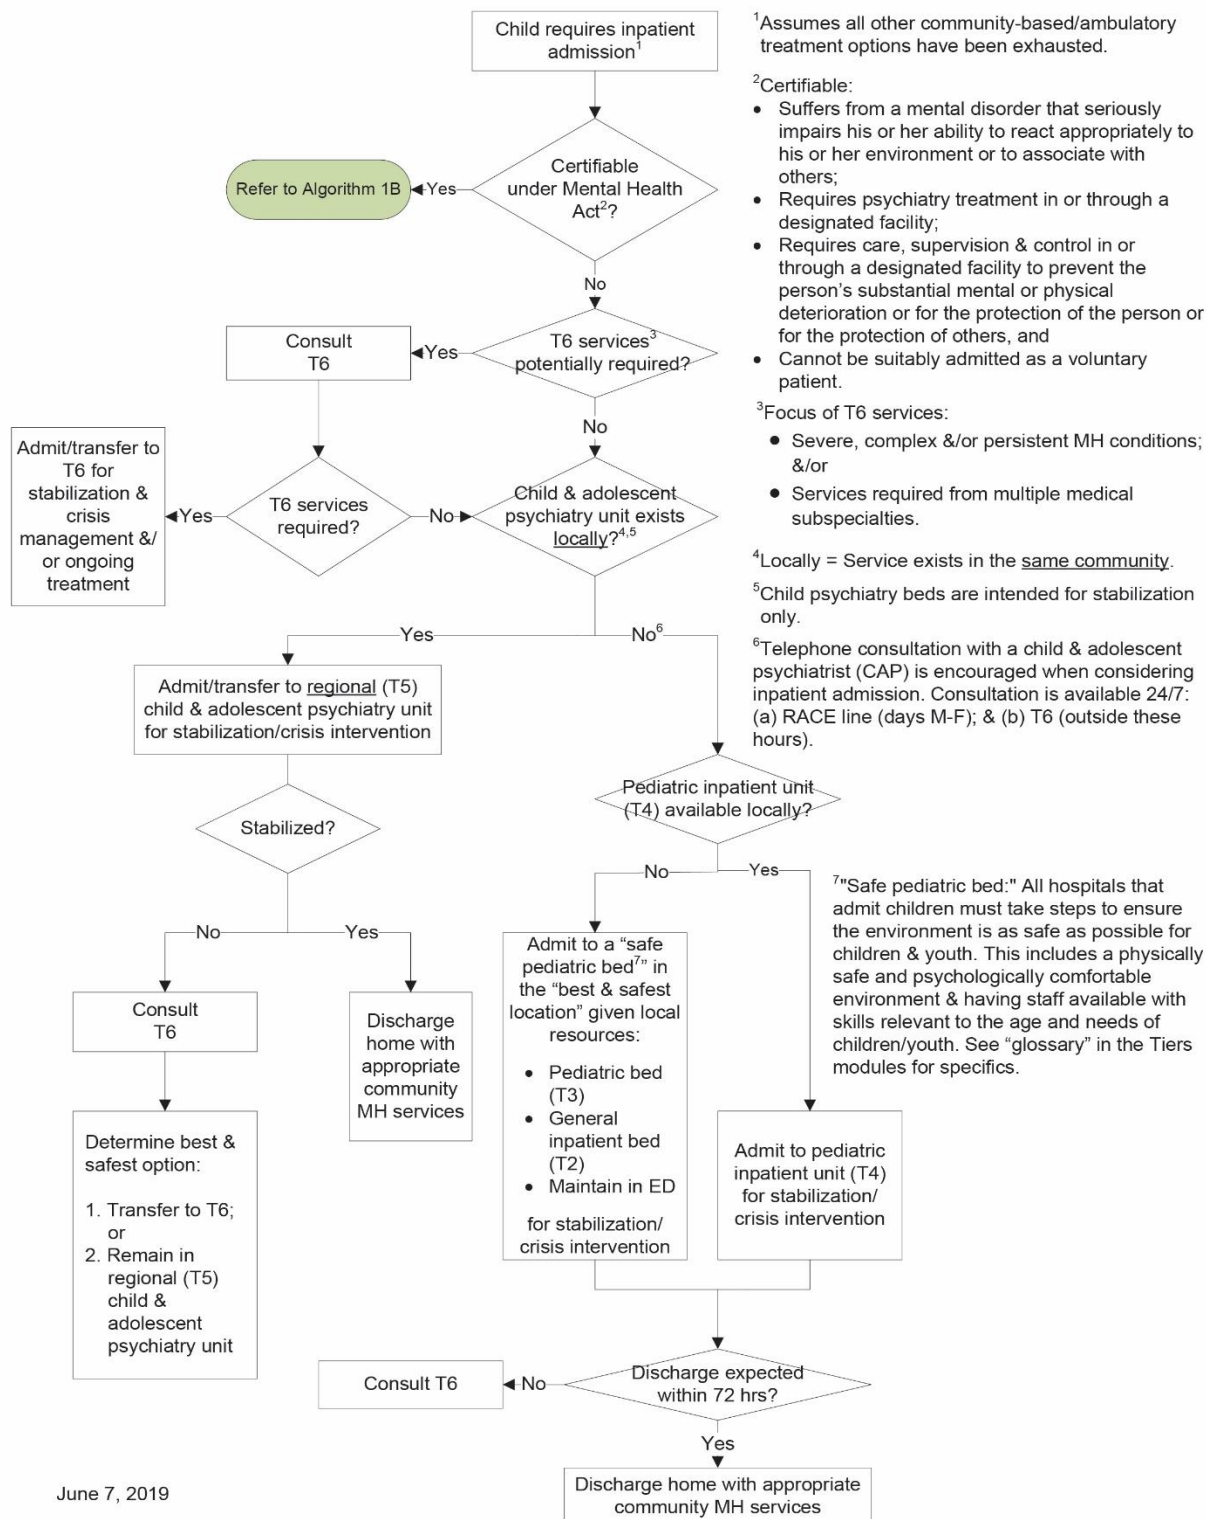 Child requires inpatient
admission¹
¹Assumes all other community-based/ambulatory
treatment options have been exhausted.
²Certifiable:
• Suffers from a mental disorder that seriously
impairs his or her ability to react appropriately to
his or her environment or to associate with
others;
• Requires psychiatry treatment in or through a
designated facility;
• Requires care, supervision & control in or
through a designated facility to prevent the
person's substantial mental or physical
deterioration or for the protection of the person or
for the protection of others, and
• Cannot be suitably admitted as a voluntary
patient.
Certifiable
under Mental Health
Act²?
Yes
Refer to Algorithm 1B
No
T6 services³
potentially required?
Yes
Consult
T6
No
³Focus of T6 services:
• Severe, complex &/or persistent MH conditions;
&/or
• Services required from multiple medical
subspecialties.
Admit/transfer to
T6 for
stabilization &
crisis
management &/
or ongoing
treatment
Yes
T6 services
required?
No
Child & adolescent
psychiatry unit exists
locally?⁴,⁵
⁴Locally = Service exists in the same community.
⁵Child psychiatry beds are intended for stabilization
only.
⁶Telephone consultation with a child & adolescent
psychiatrist (CAP) is encouraged when considering
inpatient admission. Consultation is available 24/7:
(a) RACE line (days M-F); & (b) T6 (outside these
hours).
Yes
No⁶
Admit/transfer to regional (T5)
child & adolescent psychiatry unit
for stabilization/crisis intervention
Pediatric inpatient unit
(T4) available locally?
Stabilized?
No
Yes
No
Yes
⁷"Safe pediatric bed:" All hospitals that
admit children must take steps to ensure
the environment is as safe as possible for
children & youth. This includes a physically
safe and psychologically comfortable
environment & having staff available with
skills relevant to the age and needs of
children/youth. See "glossary" in the Tiers
modules for specifics.
Consult
T6
Discharge
home with
appropriate
community
MH services
Admit to a "safe
pediatric bed⁷" in
the "best & safest
location" given local
resources:
• Pediatric bed
(T3)
• General
inpatient bed
(T2)
• Maintain in ED
for stabilization/
crisis intervention
Admit to pediatric
inpatient unit (T4)
for stabilization/
crisis intervention
Determine best &
safest option:
1. Transfer to T6;
or
2. Remain in
regional (T5)
child &
adolescent
psychiatry unit
Discharge expected
within 72 hrs?
No
Consult T6
Yes
Discharge home with appropriate
community MH services
June 7, 2019